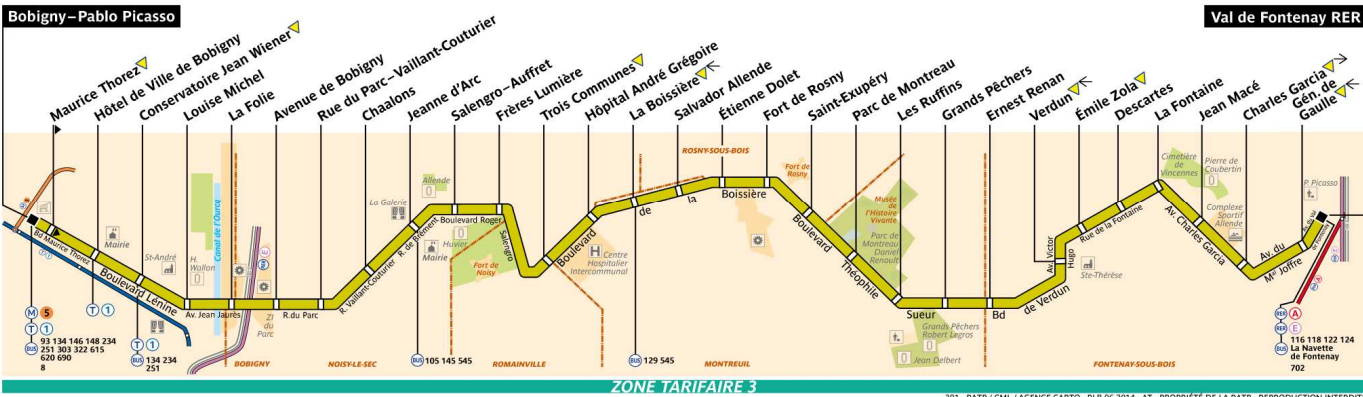 Bobigny–Pablo Picasso
Val de Fontenay RER
Maurice Thorez
Hôtel de Ville de Bobigny
Conservatoire Jean Wiener
Louise Michel
La Folie
Avenue de Bobigny
Rue du Parc–Vaillant-Couturier
Chaalons
Jeanne d'Arc
Salengro–Auffret
Frères Lumière
Trois Communes
Hôpital André Grégoire
La Boissière
Salvador Allende
Étienne Dolet
Fort de Rosny
Saint-Exupéry
Parc de Montreau
Les Ruffins
Grands Pêchers
Ernest Renan
Verdun
Émile Zola
Descartes
La Fontaine
Jean Macé
Charles Garcia
Gén. de
Gaulle
Bd Maurice Thorez
Mairie
Boulevard Lénine
St-André
H.
Wallon
Canal de l'Ourcq
Av. Jean Jaurès
E
RER
ZI
du
Parc
R.du Parc
R. Vaillant-Couturier
La Galerie
R. de Brément
Mairie
Allende
Boulevard Roger
Huvier
Salengro
Fort de
Noisy
Boulevard
Centre
Hospitalier
Intercommunal
de
la
Boissière
ROSNY-SOUS-BOIS
Fort de
Rosny
Boulevard
Théophile
Musée
de l'Histoire
Vivante
Parc de
Montreau
Daniel
Renault
Sueur
Grands Pêchers
Robert Legros
Jean Delbert
Bd
de Verdun
Av. Victor
Hugo
Ste-Thérèse
Rue de la Fontaine
Cimetière
de
Vincennes
Pierre de
Coubertin
Complexe
Sportif
Allende
Av. Charles Garcia
Av. du
Mal Joffre
Av. du Val
de Fontenay
P. Picasso
M 5
T 1
BUS 93 134 146 148 234
251 303 322 615
620 690
8
T 1
T 1
BUS 134 234
251
BUS 105 145 545
BUS 129 545
RER A
RER E
BUS 116 118 122 124
La Navette
de Fontenay
702
BOBIGNY
NOISY-LE-SEC
ROMAINVILLE
MONTREUIL
FONTENAY-SOUS-BOIS
ZONE TARIFAIRE 3